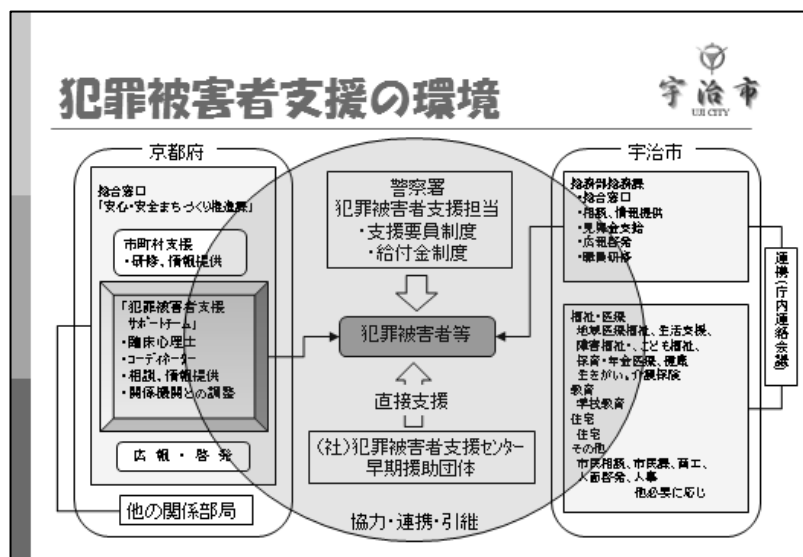 犯罪被害者支援の環境
宇治市
UJI CITY
京都府
総合窓口
「安心・安全まちづくり推進課」
市町村支援
・研修、情報提供
「犯罪被害者支援
サポートチーム」
・臨床心理士
・コーディネーター
・相談、情報提供
・関係機関との調整
広報・啓発
他の関係部局
警察署
犯罪被害者支援担当
・支援要員制度
・給付金制度
犯罪被害者等
直接支援
(社)犯罪被害者支援センター
早期援助団体
協力・連携・引継
宇治市
総務部総務課
・総合窓口
・相談、情報提供
・見舞金支給
・広報啓発
・職員研修
福祉・医療
地域医療福祉、生活支援、
障害福祉・、こども福祉、
保育・年金医療、健康
生きがい。介護保険
教育
学校教育
住宅
住宅
その他
市民相談、市民課、商工、
人事
他必要に応じ
連携(庁内連絡会議)